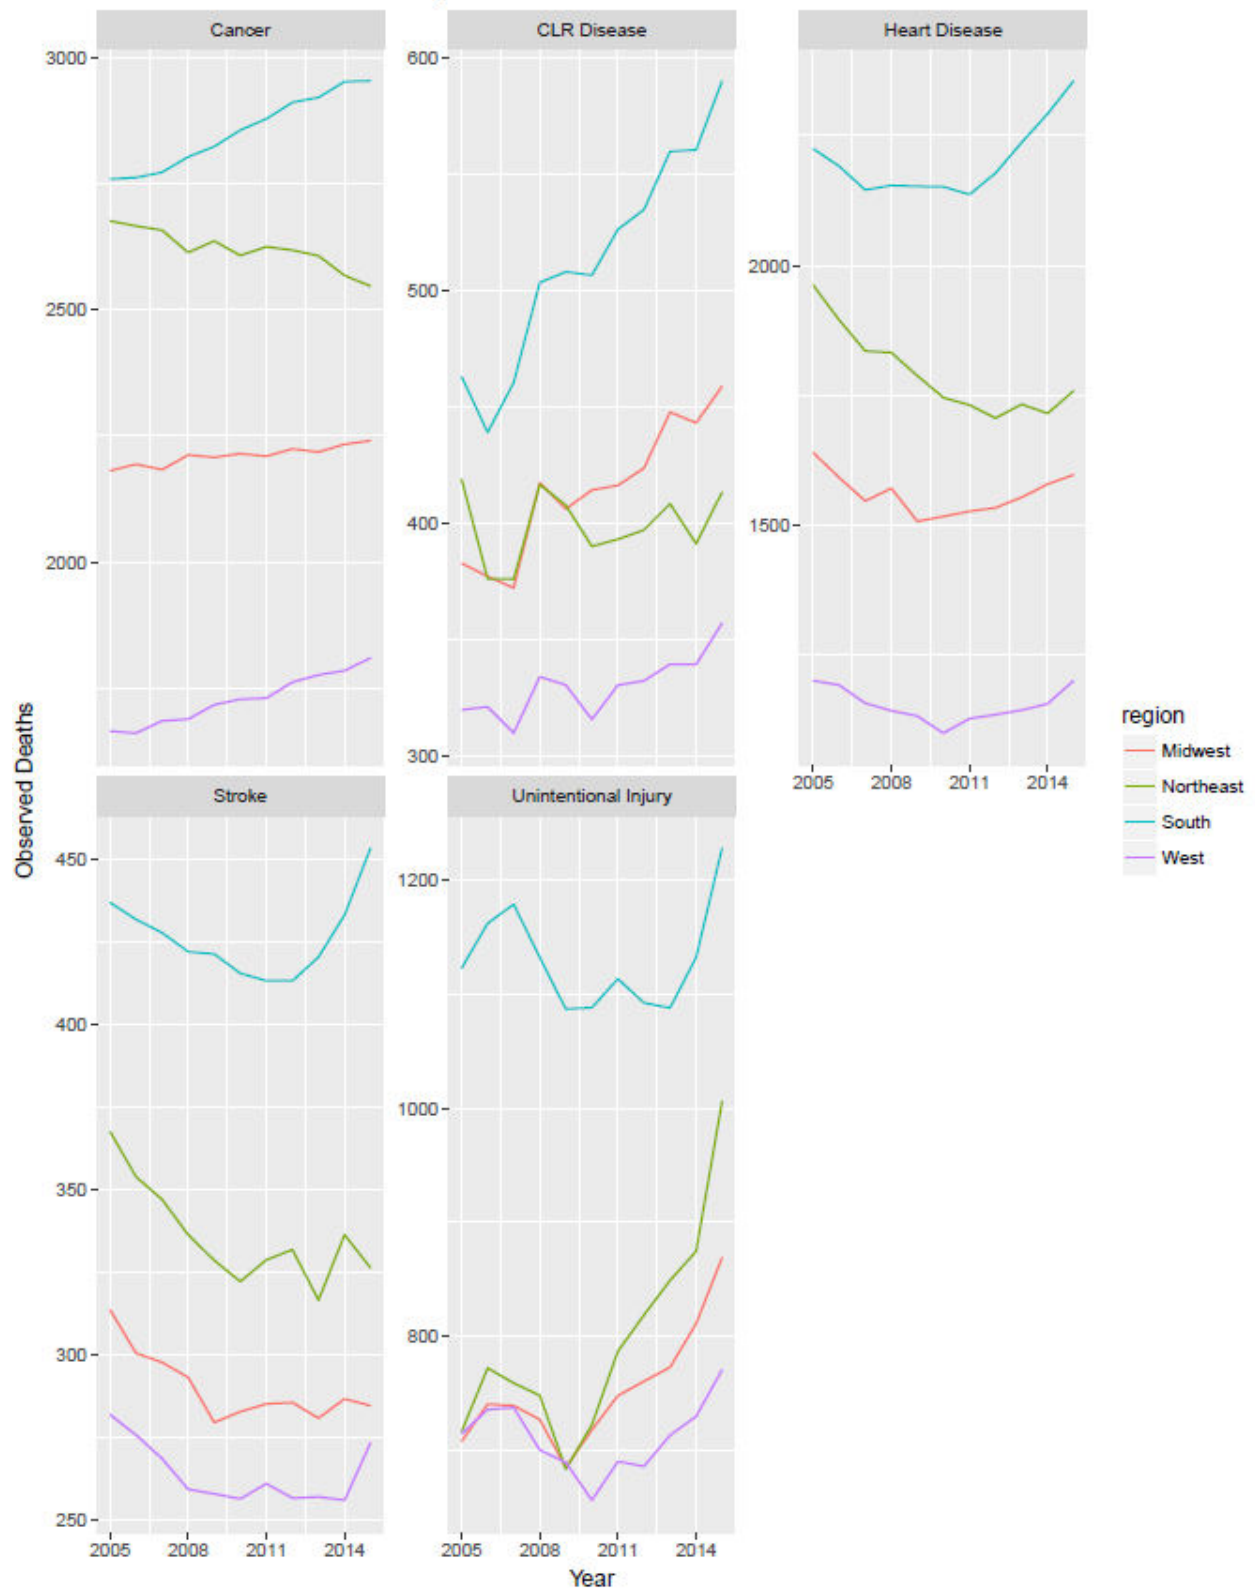 Cancer
CLR Disease
Heart Disease
3000
2500
2000
600
500
400
300
2000
1500
2005
2008
2011
2014
Observed Deaths
Stroke
Unintentional Injury
450
400
350
300
250
1200
1000
800
2005
2008
2011
2014
2005
2008
2011
2014
Year
region
Midwest
Northeast
South
West